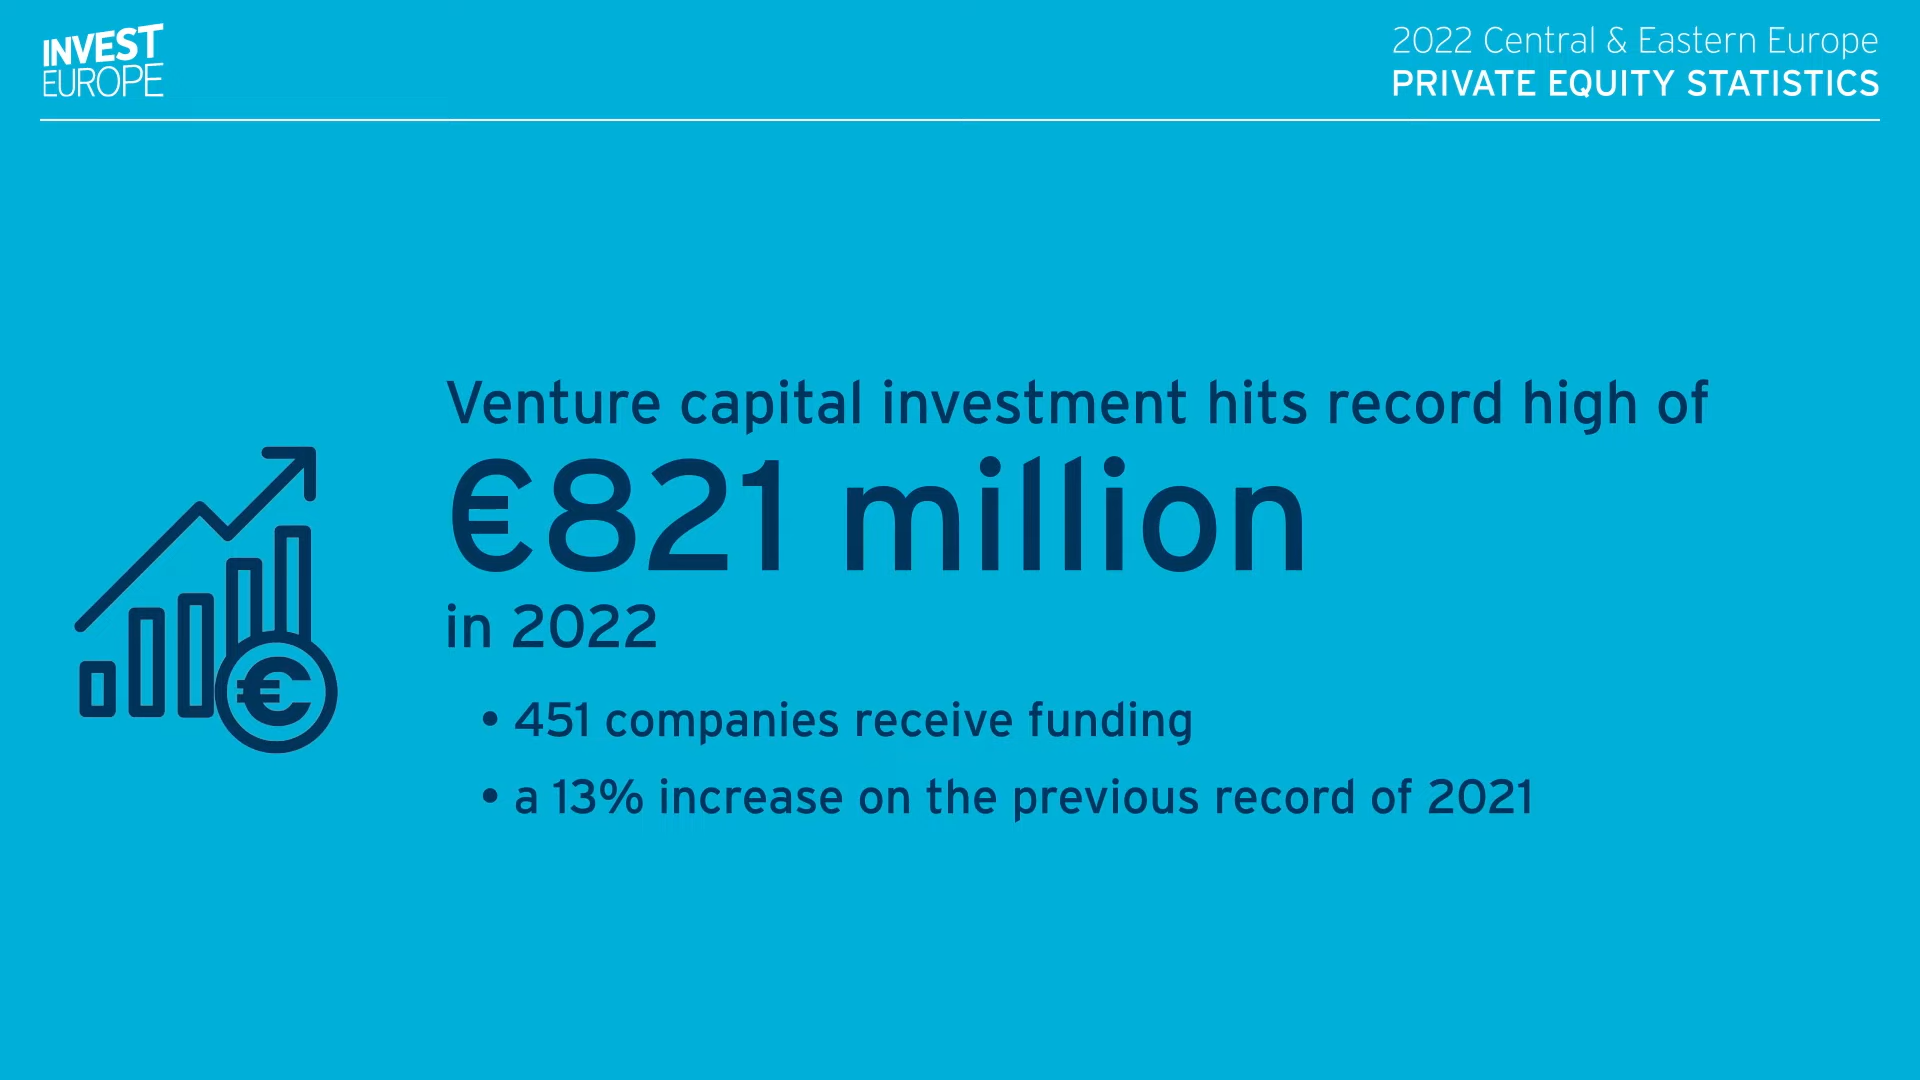 INVEST
EUROPE
2022 Central & Eastern Europe
PRIVATE EQUITY STATISTICS
Venture capital investment hits record high of
€821 million
in 2022
• 451 companies receive funding
• a 13% increase on the previous record of 2021
€